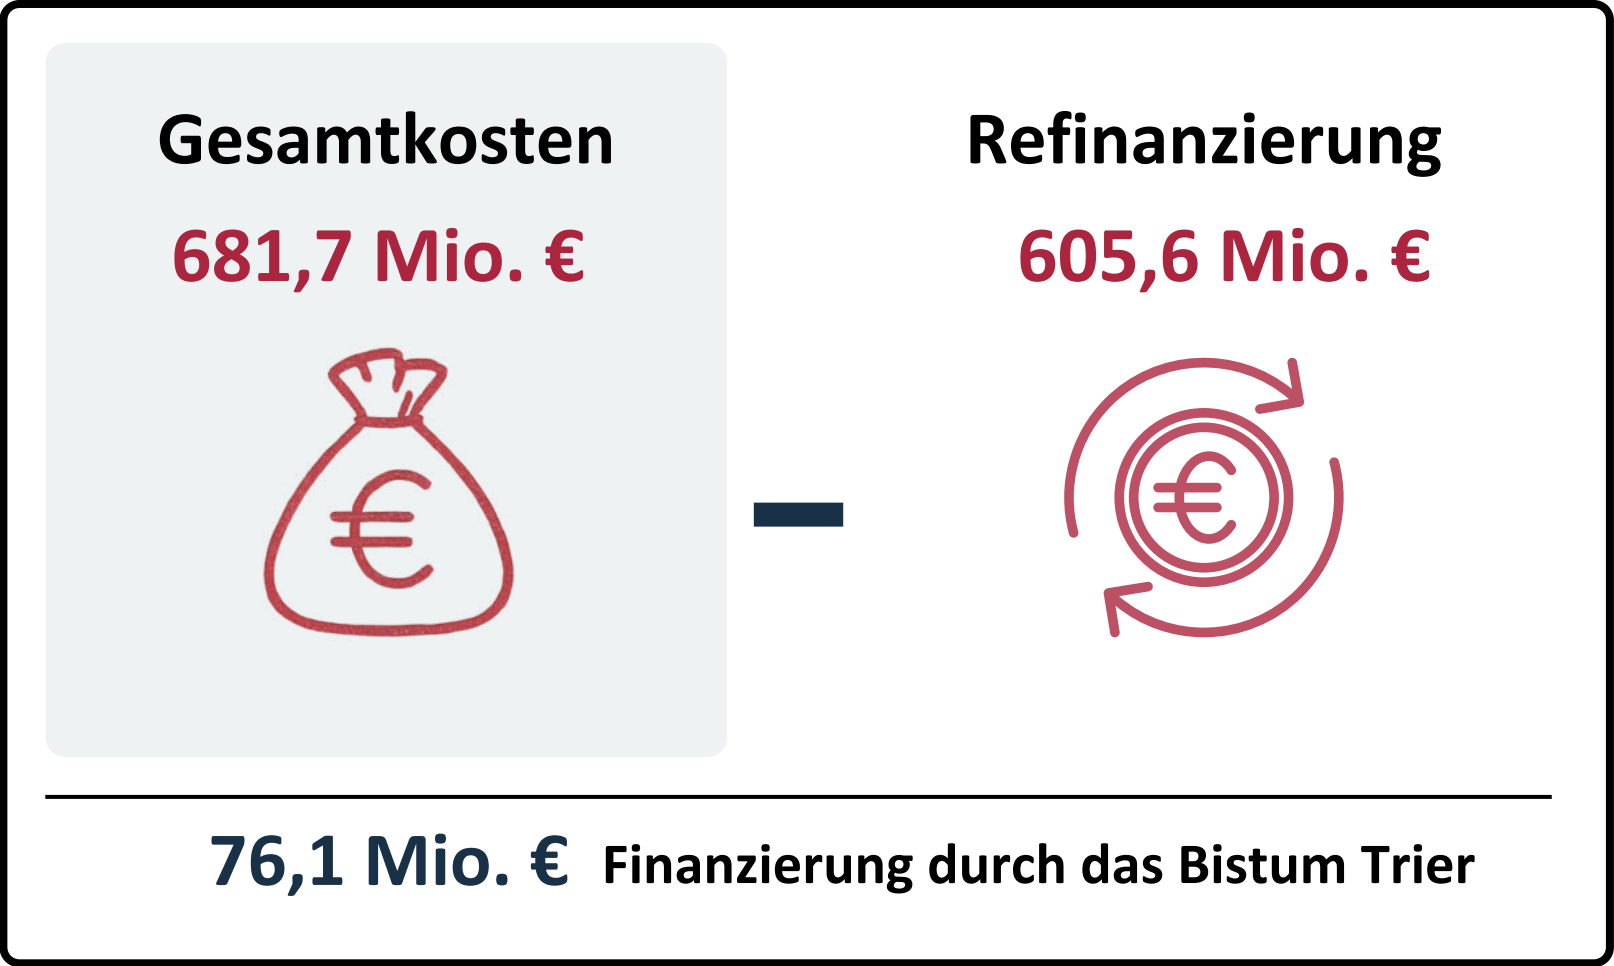 Gesamtkosten
681,7 Mio. €
€
Refinanzierung
605,6 Mio. €
€
76,1 Mio. € Finanzierung durch das Bistum Trier